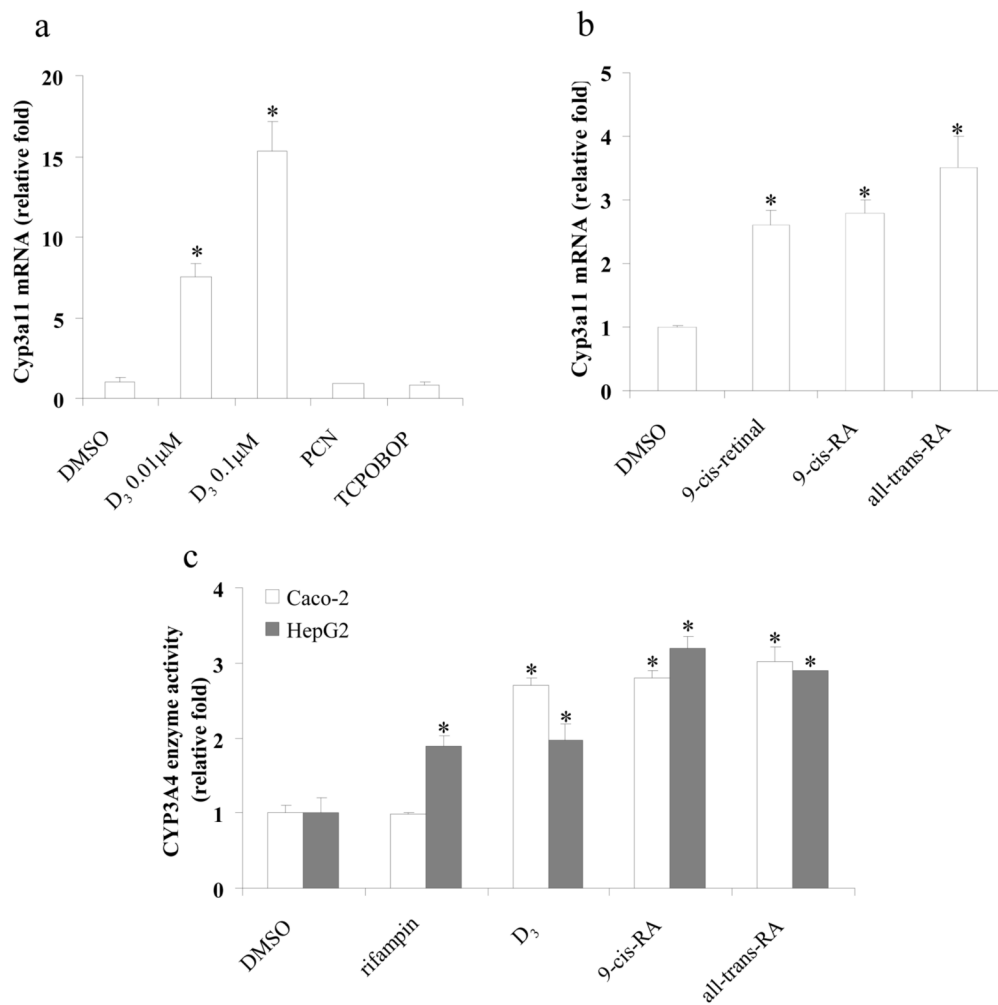 a
Cyp3a11 mRNA (relative fold)
20
15
10
5
0
*
*
DMSO
D₃ 0.01μM
D₃ 0.1μM
PCN
TCPOBOP
b
Cyp3a11 mRNA (relative fold)
5
4
3
2
1
0
*
*
*
DMSO
9-cis-retinal
9-cis-RA
all-trans-RA
c
CYP3A4 enzyme activity
(relative fold)
4
3
2
1
0
Caco-2
HepG2
*
*
*
*
*
*
*
DMSO
rifampin
D₃
9-cis-RA
all-trans-RA